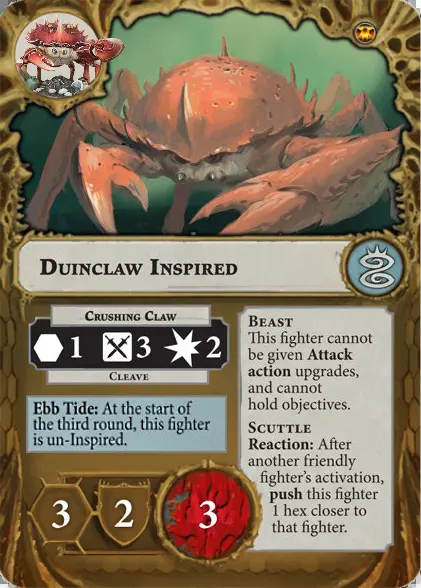 DUINCLAW INSPIRED
CRUSHING CLAW
1 3 2
CLEAVE
Ebb Tide: At the start of
the third round, this fighter
is un-Inspired.
3 2 3
BEAST
This fighter cannot
be given Attack
action upgrades,
and cannot
hold objectives.
SCUTTLE
Reaction: After
another friendly
fighter's activation,
push this fighter
1 hex closer to
that fighter.